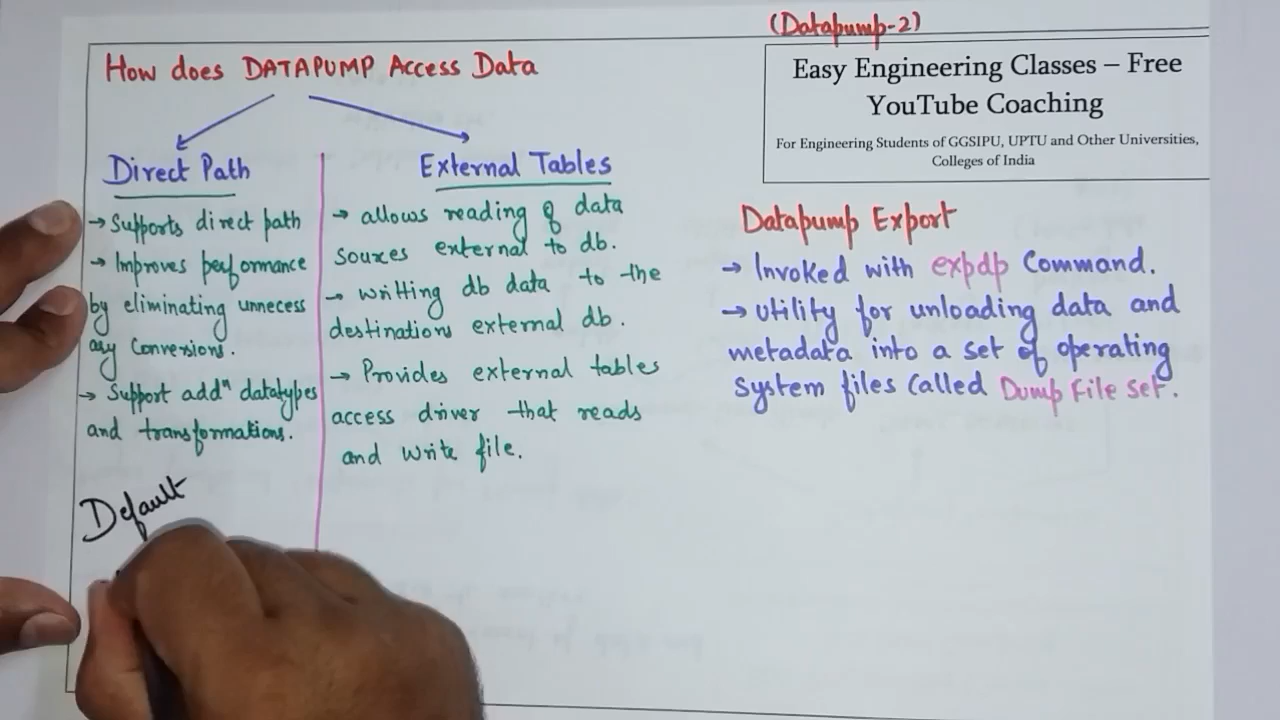 (Datapump-2)
Easy Engineering Classes – Free
YouTube Coaching
For Engineering Students of GGSIPU, UPTU and Other Universities,
Colleges of India
How does DATAPUMP Access Data
Direct Path
→ Supports direct path
→ Improves performance
by eliminating unnecess
ary Conversions.
→ Support addⁿ datatypes
and transformations.
Default
External Tables
→ allows reading of data
sources external to db.
→ writting db data to the
destinations external db.
→ Provides external tables
access driver that reads
and write file.
Datapump Export
→ Invoked with expdp Command.
→ Utility for unloading data and
metadata into a set of operating
system files called Dump File Set.